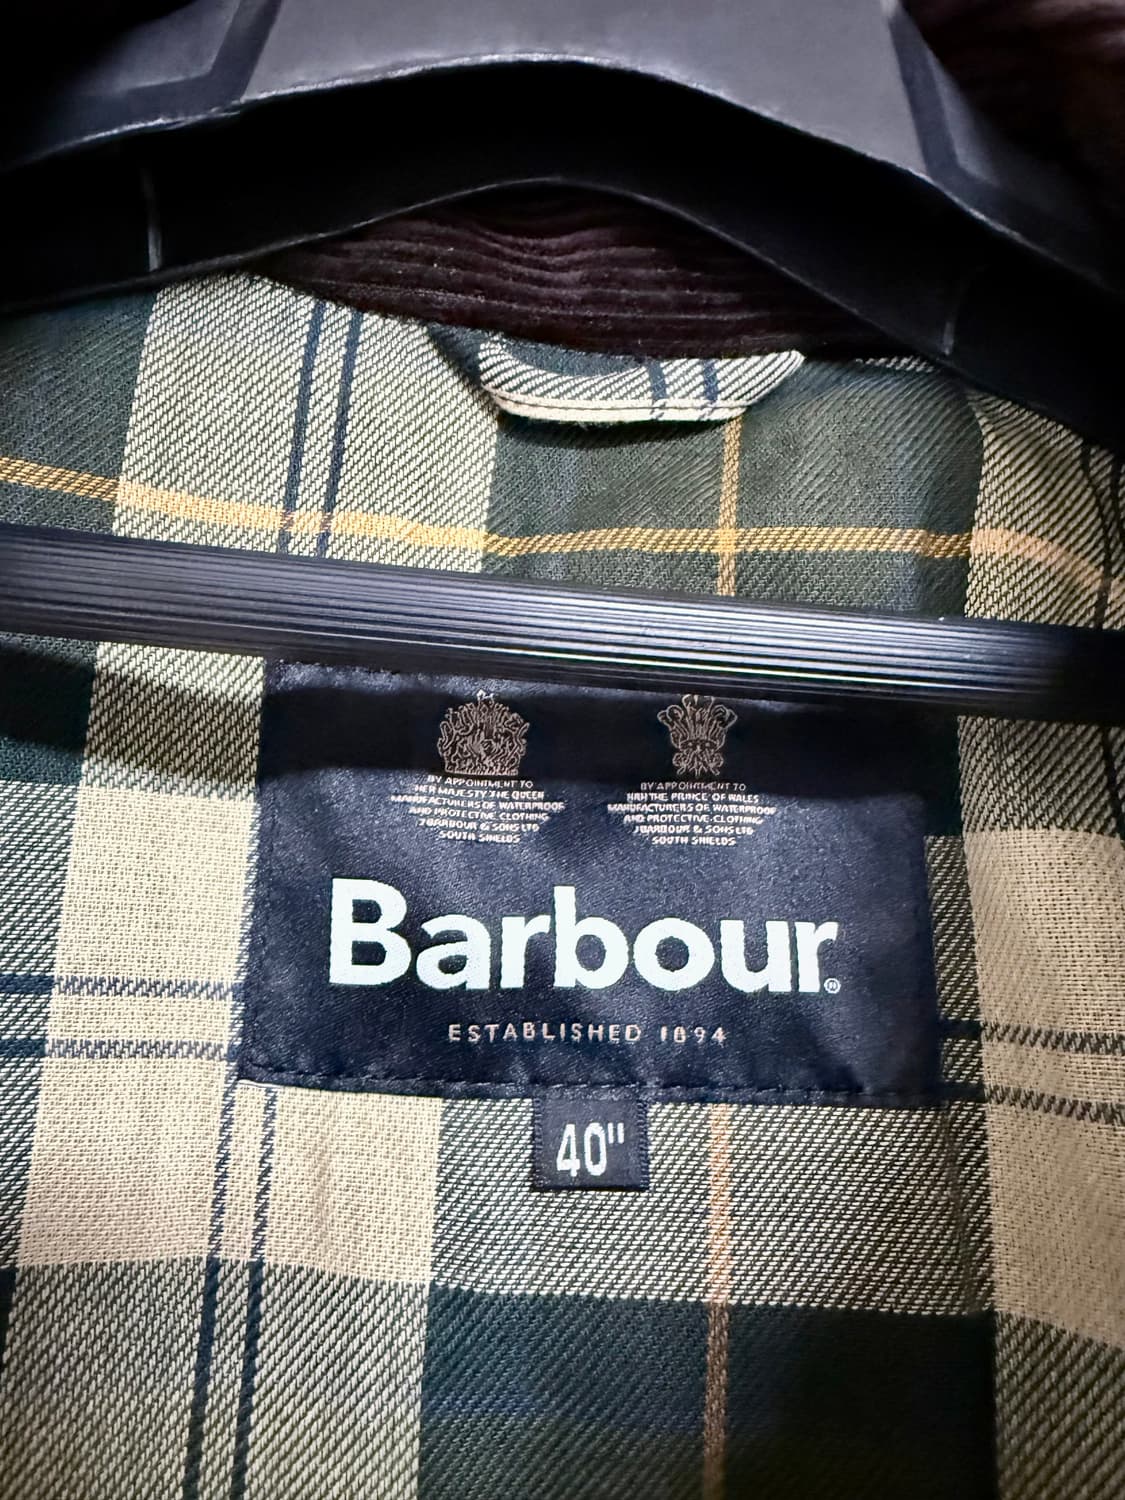 BY APPOINTMENT TO
HER MAJESTY THE QUEEN
MANUFACTURERS OF WATERPROOF
AND PROTECTIVE CLOTHING
J BARBOUR & SONS LTD
SOUTH SHIELDS
BY APPOINTMENT TO
HRH THE PRINCE OF WALES
MANUFACTURERS OF WATERPROOF
AND PROTECTIVE CLOTHING
J BARBOUR & SONS LTD
SOUTH SHIELDS
Barbour®
ESTABLISHED 1894
40"